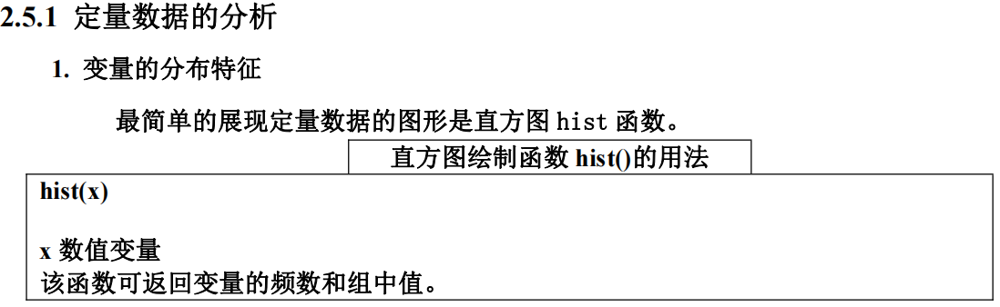 2.5.1 定量数据的分析
1. 变量的分布特征
最简单的展现定量数据的图形是直方图 hist 函数。
直方图绘制函数 hist()的用法
hist(x)
x 数值变量
该函数可返回变量的频数和组中值。